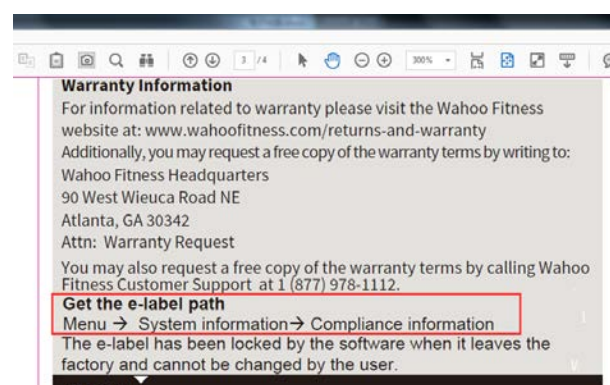 3 / 4
300%
Warranty Information
For information related to warranty please visit the Wahoo Fitness
website at: www.wahoofitness.com/returns-and-warranty
Additionally, you may request a free copy of the warranty terms by writing to:
Wahoo Fitness Headquarters
90 West Wieuca Road NE
Atlanta, GA 30342
Attn: Warranty Request
You may also request a free copy of the warranty terms by calling Wahoo
Fitness Customer Support at 1 (877) 978-1112.
Get the e-label path
Menu → System information→ Compliance information
The e-label has been locked by the software when it leaves the
factory and cannot be changed by the user.